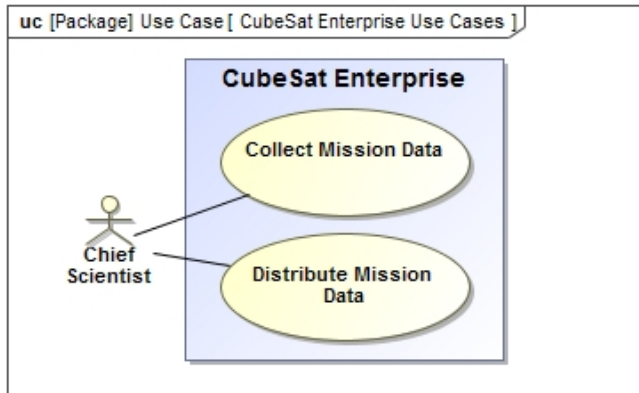 uc [Package] Use Case [ CubeSat Enterprise Use Cases ]
CubeSat Enterprise
Collect Mission Data
Chief
Scientist
Distribute Mission
Data